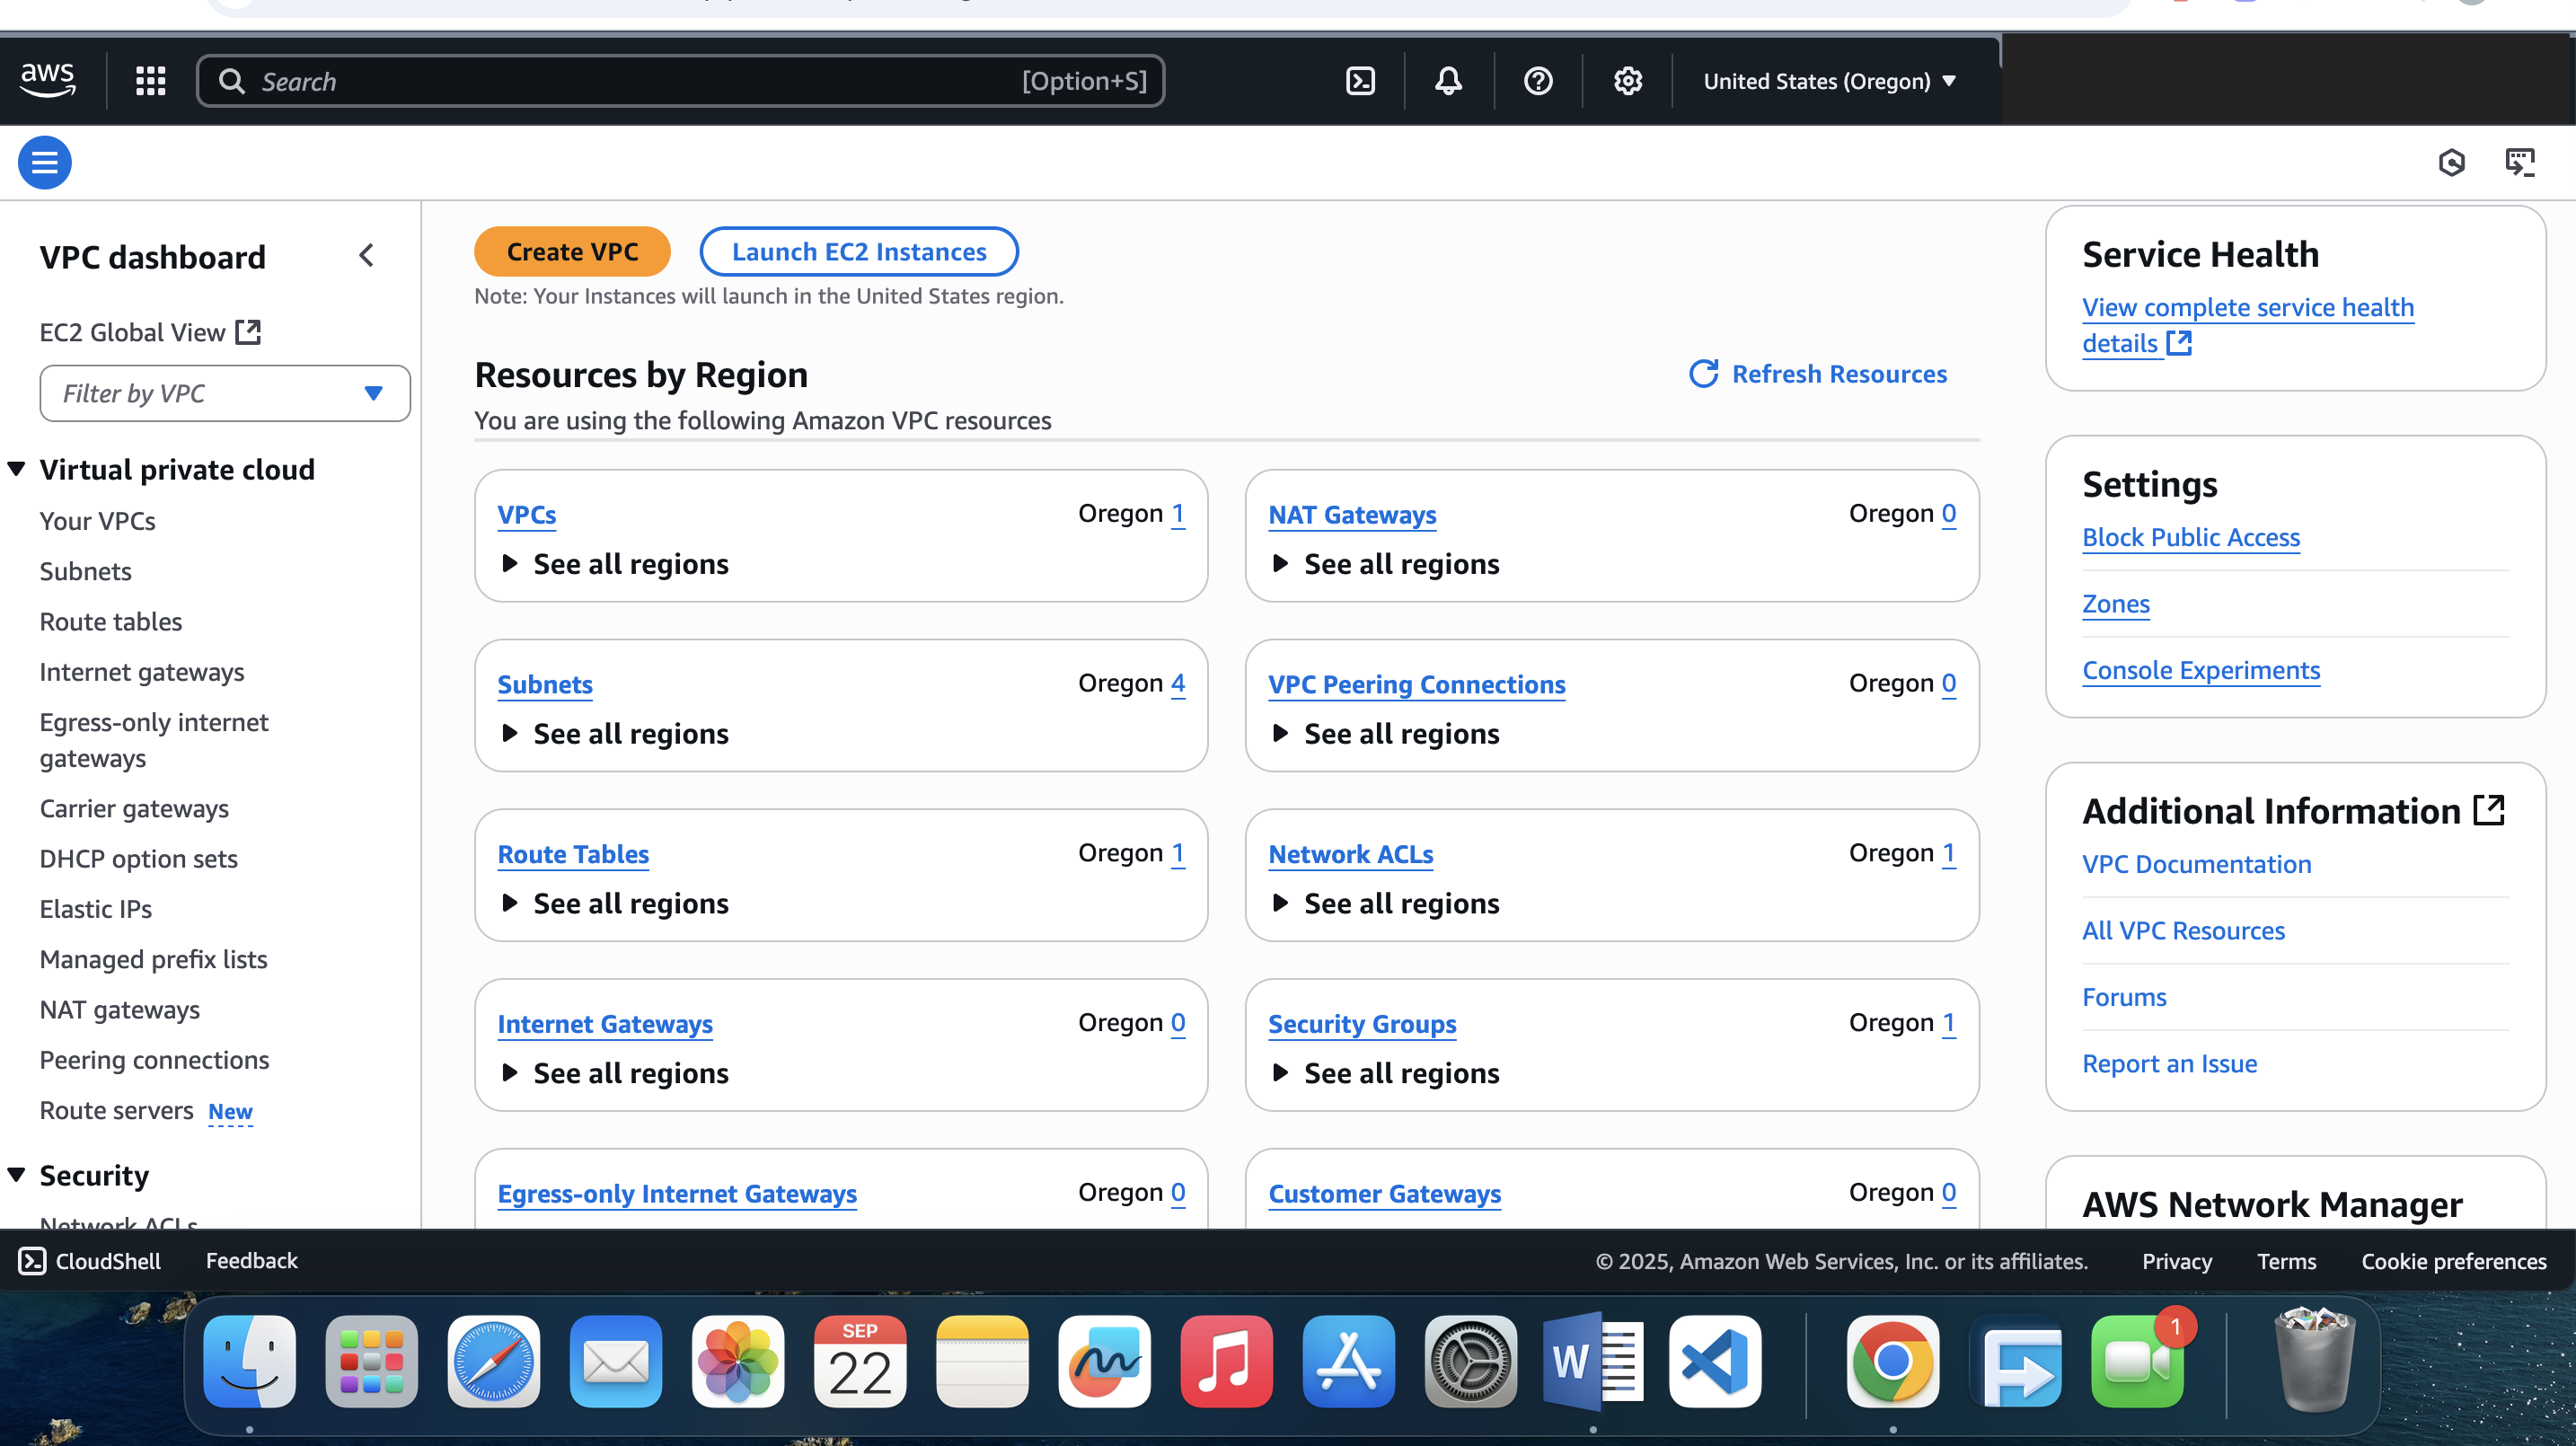 aws
Search
[Option+S]
United States (Oregon)
VPC dashboard
EC2 Global View
Filter by VPC
Virtual private cloud
Your VPCs
Subnets
Route tables
Internet gateways
Egress-only internet
gateways
Carrier gateways
DHCP option sets
Elastic IPs
Managed prefix lists
NAT gateways
Peering connections
Route servers New
Security
Network ACLs
Create VPC
Launch EC2 Instances
Note: Your Instances will launch in the United States region.
Resources by Region
Refresh Resources
You are using the following Amazon VPC resources
VPCs
Oregon 1
See all regions
NAT Gateways
Oregon 0
See all regions
Subnets
Oregon 4
See all regions
VPC Peering Connections
Oregon 0
See all regions
Route Tables
Oregon 1
See all regions
Network ACLs
Oregon 1
See all regions
Internet Gateways
Oregon 0
See all regions
Security Groups
Oregon 1
See all regions
Egress-only Internet Gateways
Oregon 0
Customer Gateways
Oregon 0
Service Health
View complete service health
details
Settings
Block Public Access
Zones
Console Experiments
Additional Information
VPC Documentation
All VPC Resources
Forums
Report an Issue
AWS Network Manager
CloudShell
Feedback
© 2025, Amazon Web Services, Inc. or its affiliates.
Privacy
Terms
Cookie preferences
SEP
22
W
1